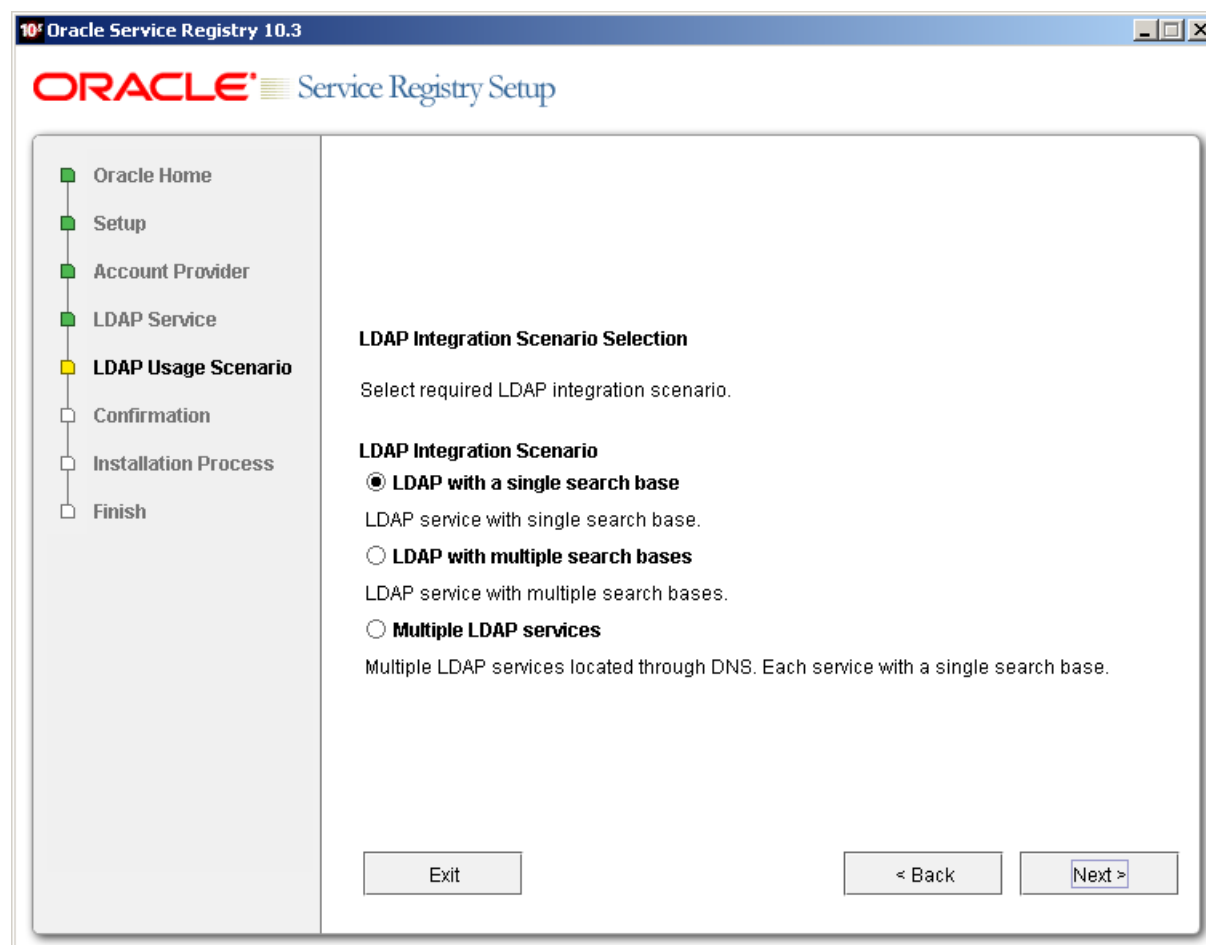 Oracle Service Registry 10.3
ORACLE Service Registry Setup
Oracle Home
Setup
Account Provider
LDAP Service
LDAP Usage Scenario
Confirmation
Installation Process
Finish
LDAP Integration Scenario Selection
Select required LDAP integration scenario.
LDAP Integration Scenario
LDAP with a single search base
LDAP service with single search base.
LDAP with multiple search bases
LDAP service with multiple search bases.
Multiple LDAP services
Multiple LDAP services located through DNS. Each service with a single search base.
Exit
< Back
Next >